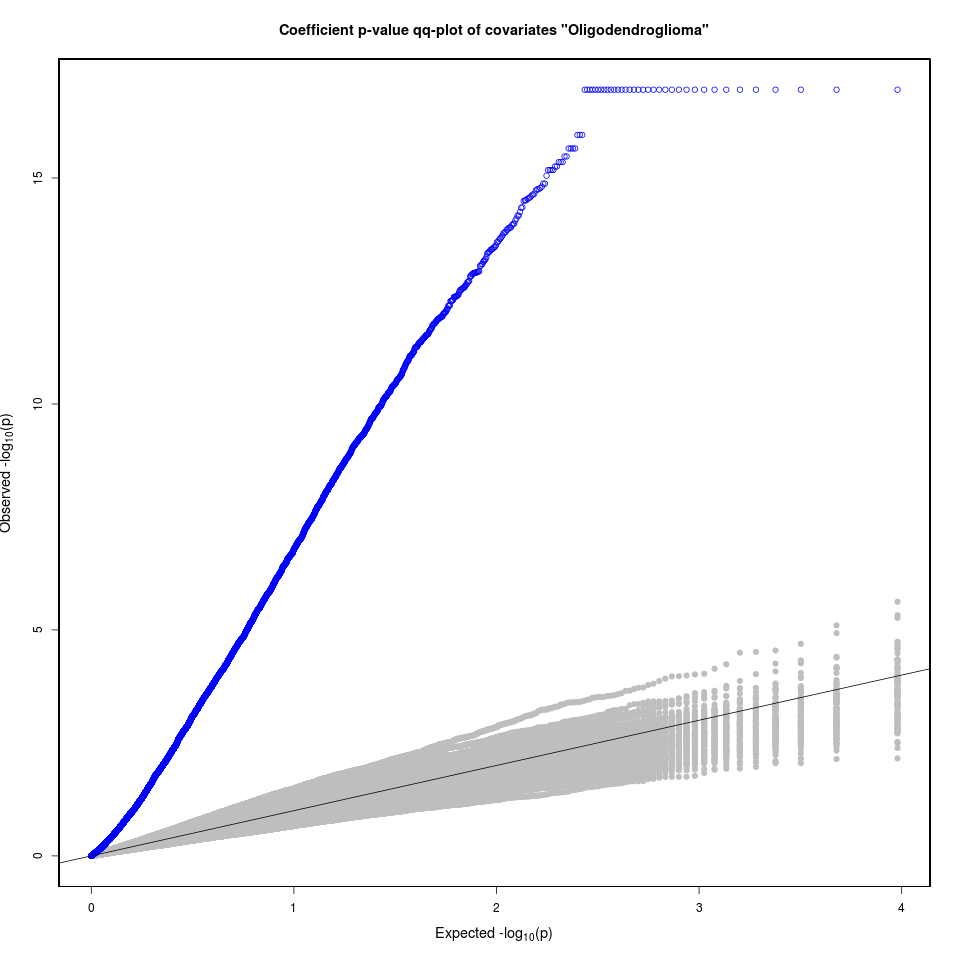 Coefficient p-value qq-plot of covariates "Oligodendroglioma"
Observed -log10(p)
15
10
5
0
0 1 2 3 4
Expected -log10(p)